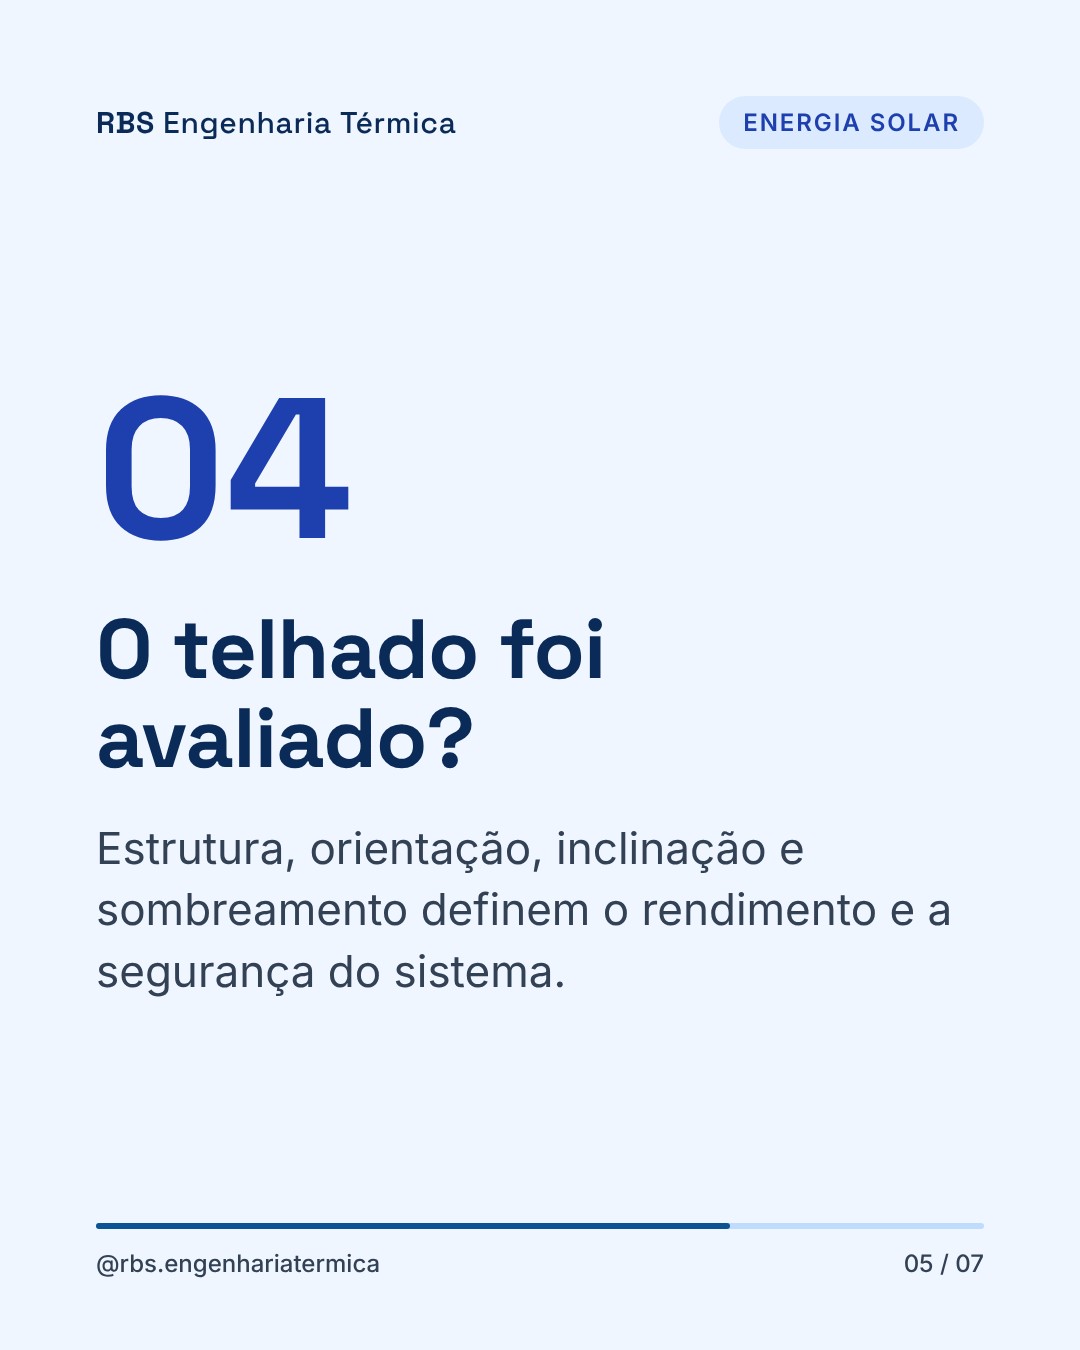 RBS Engenharia Térmica
ENERGIA SOLAR
04
O telhado foi
avaliado?
Estrutura, orientação, inclinação e
sombreamento definem o rendimento e a
segurança do sistema.
@rbs.engenhariatermica
05 / 07